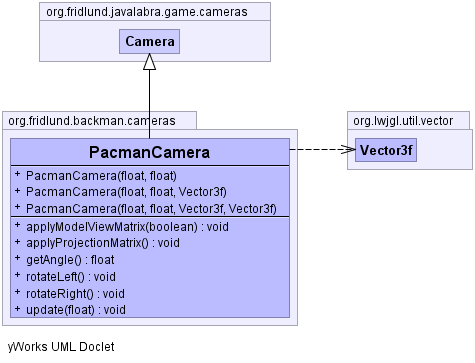 org.fridlund.javalabra.game.cameras
Camera
org.fridlund.backman.cameras
org.lwjgl.util.vector
PacmanCamera
Vector3f
+ PacmanCamera(float, float)
+ PacmanCamera(float, float, Vector3f)
+ PacmanCamera(float, float, Vector3f, Vector3f)
+ applyModelViewMatrix(boolean) : void
+ applyProjectionMatrix() : void
+ getAngle() : float
+ rotateLeft() : void
+ rotateRight() : void
+ update(float) : void
yWorks UML Doclet